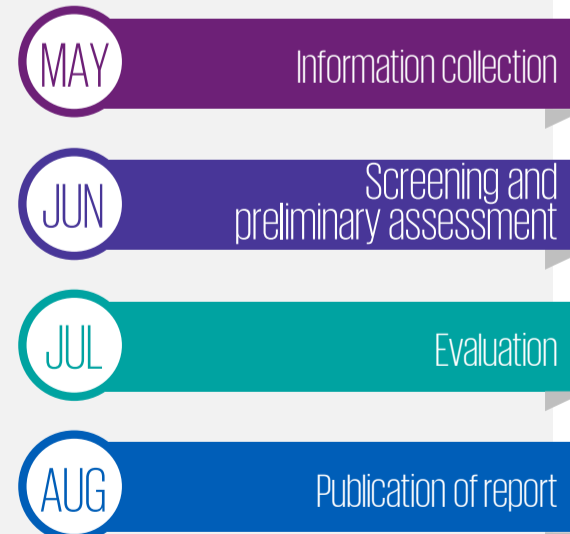 MAY
Information collection
JUN
Screening and
preliminary assessment
JUL
Evaluation
AUG
Publication of report